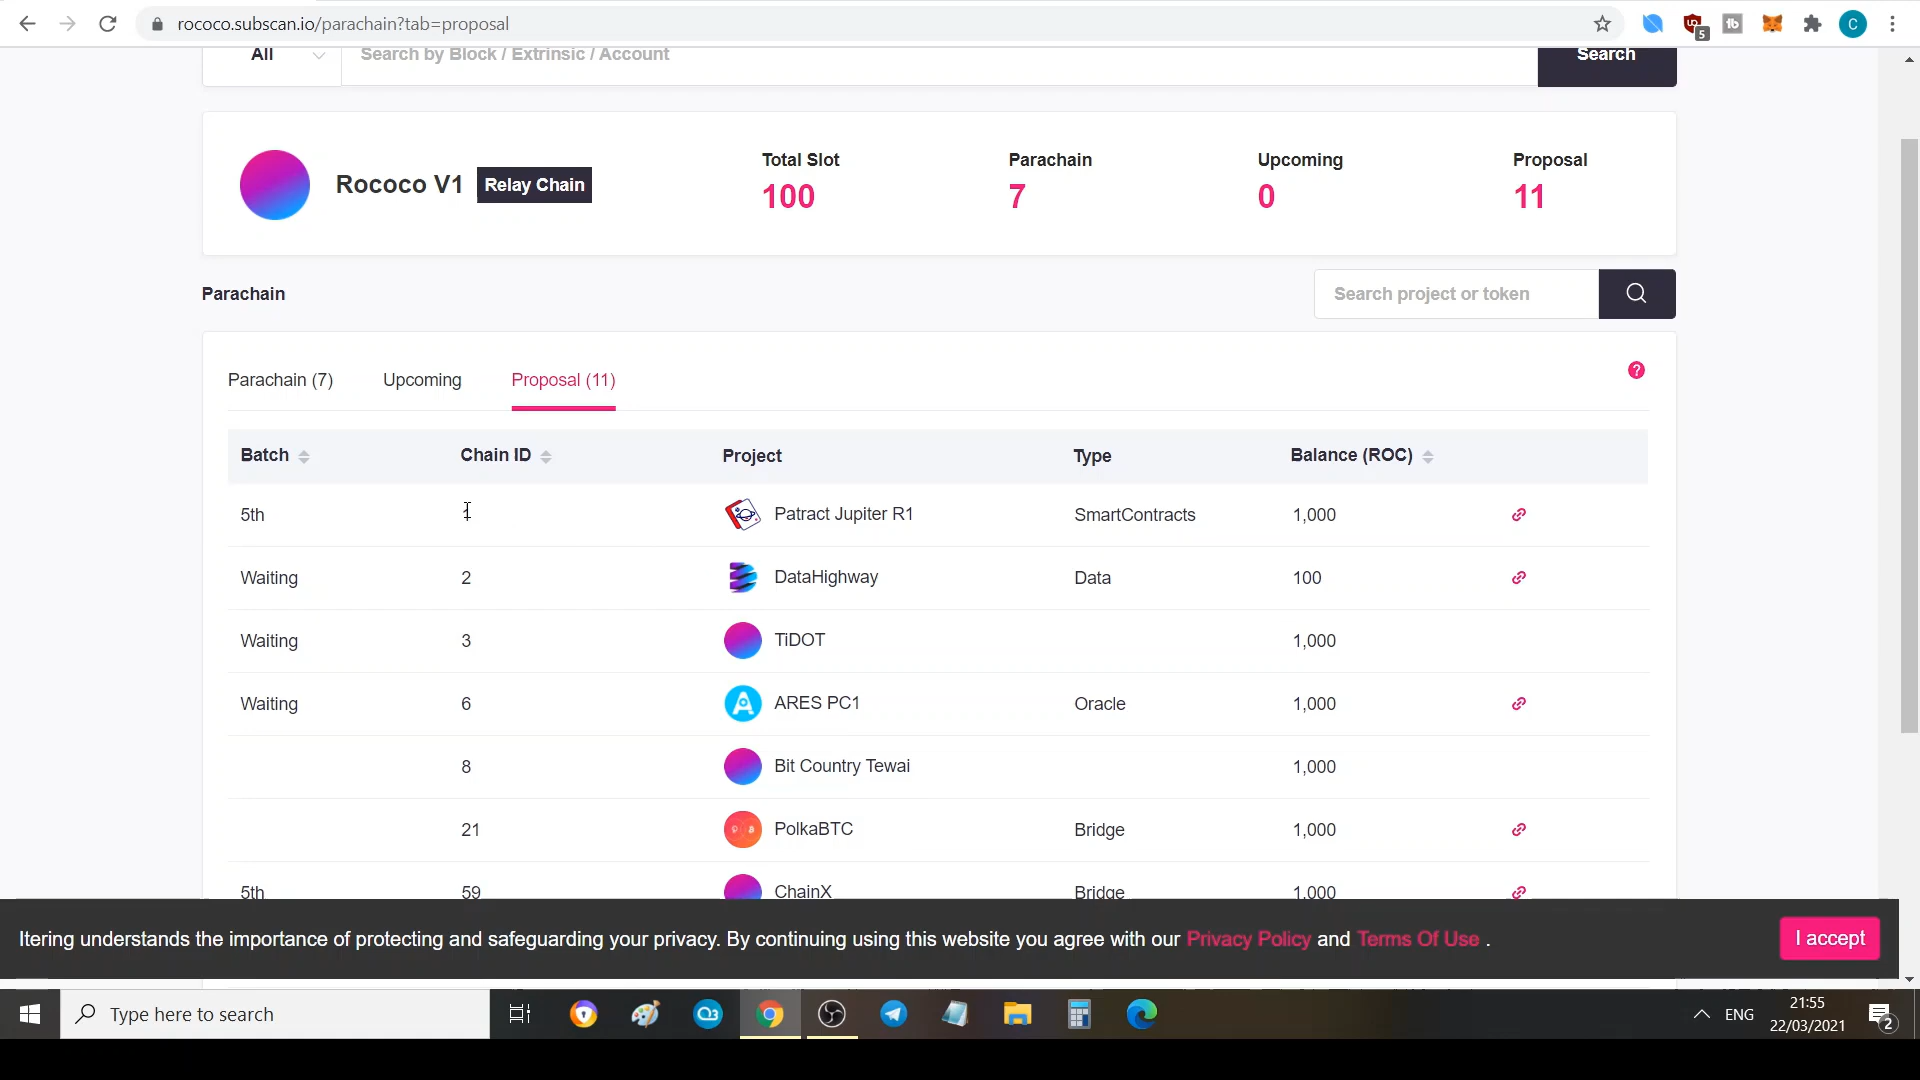 rococo.subscan.io/parachain?tab=proposal
5
C
All Search by Block / Extrinsic / Account Search
Rococo V1 Relay Chain
Total Slot Parachain Upcoming Proposal
100 7 0 11
Parachain Search project or token
Parachain (7) Upcoming Proposal (11) ?
Batch Chain ID Project Type Balance (ROC)
5th Patract Jupiter R1 SmartContracts 1,000
Waiting 2 DataHighway Data 100
Waiting 3 TiDOT 1,000
Waiting 6 ARES PC1 Oracle 1,000
8 Bit Country Tewai 1,000
21 PolkaBTC Bridge 1,000
5th 59 ChainX Bridge 1,000
Itering understands the importance of protecting and safeguarding your privacy. By continuing using this website you agree with our Privacy Policy and Terms Of Use . I accept
Type here to search
ENG
21:55
22/03/2021
2